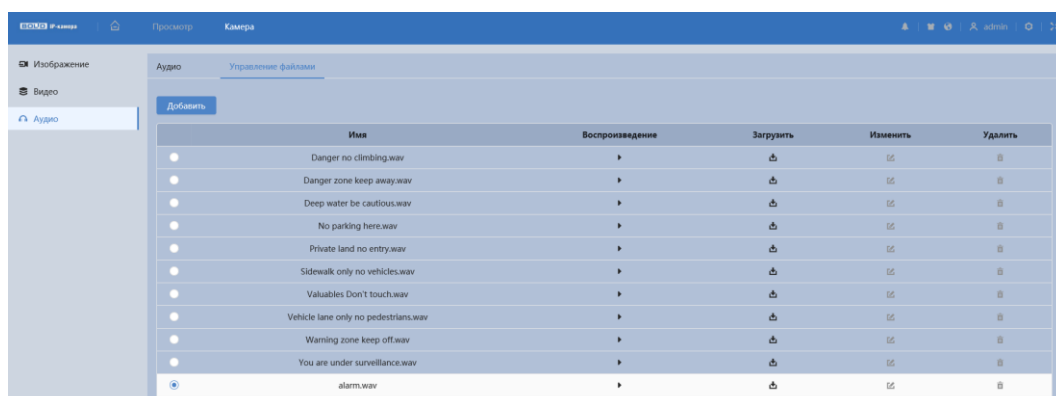 BOLID IP-камера Просмотр Камера admin
Изображение
Видео
Аудио
Аудио Управление файлами
Добавить
Имя Воспроизведение Загрузить Изменить Удалить
Danger no climbing.wav
Danger zone keep away.wav
Deep water be cautious.wav
No parking here.wav
Private land no entry.wav
Sidewalk only no vehicles.wav
Valuables Don't touch.wav
Vehicle lane only no pedestrians.wav
Warning zone keep off.wav
You are under surveillance.wav
alarm.wav